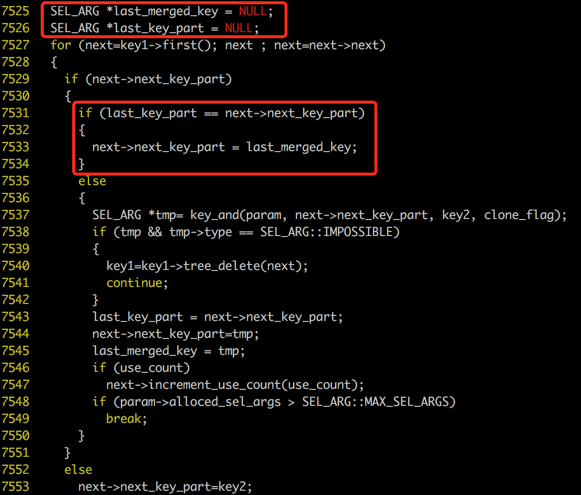 7525   SEL_ARG *last_merged_key = NULL;
7526   SEL_ARG *last_key_part = NULL;
7527   for (next=key1->first(); next ; next=next->next)
7528   {
7529     if (next->next_key_part)
7530     {
7531       if (last_key_part == next->next_key_part)
7532       {
7533         next->next_key_part = last_merged_key;
7534       }
7535       else
7536       {
7537         SEL_ARG *tmp= key_and(param, next->next_key_part, key2, clone_flag);
7538         if (tmp && tmp->type == SEL_ARG::IMPOSSIBLE)
7539         {
7540           key1=key1->tree_delete(next);
7541           continue;
7542         }
7543         last_key_part = next->next_key_part;
7544         next->next_key_part=tmp;
7545         last_merged_key = tmp;
7546         if (use_count)
7547           next->increment_use_count(use_count);
7548         if (param->alloced_sel_args > SEL_ARG::MAX_SEL_ARGS)
7549           break;
7550       }
7551     }
7552     else
7553       next->next_key_part=key2;